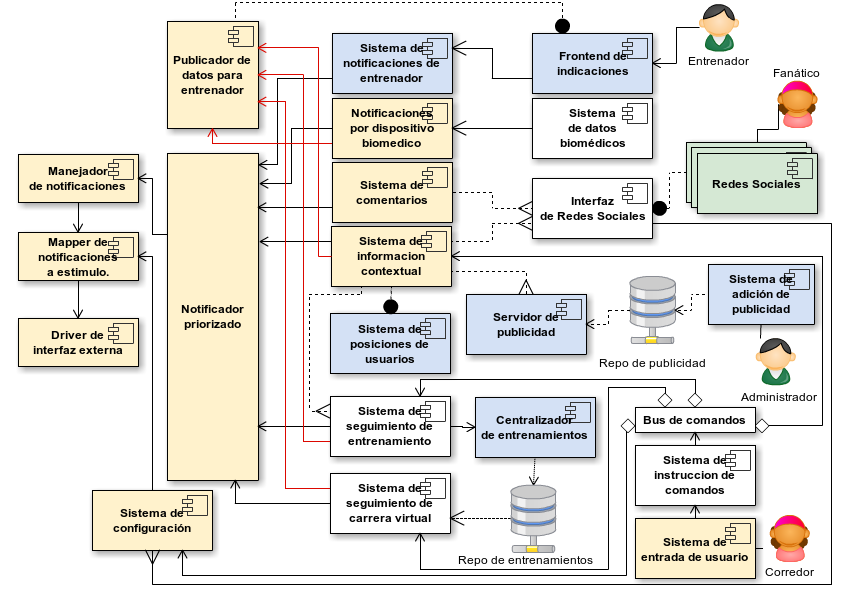 Publicador de
datos para
entrenador
Sistema de
notificaciones de
entrenador
Frontend de
indicaciones
Entrenador
Fanático
Notificaciones
por dispositivo
biomedico
Sistema
de datos
biomédicos
Manejador
de notificaciones
Sistema de
comentarios
Interfaz
de Redes Sociales
Redes Sociales
Mapper de
notificaciones
a estimulo.
Sistema de
informacion
contextual
Notificador
priorizado
Driver de
interfaz externa
Sistema de
posiciones de
usuarios
Servidor de
publicidad
Repo de publicidad
Sistema de
adición de
publicidad
Administrador
Sistema de
seguimiento de
entrenamiento
Centralizador
de entrenamientos
Bus de comandos
Sistema de
instruccion de
comandos
Sistema de
seguimiento de
carrera virtual
Repo de entrenamientos
Sistema de
configuración
Sistema de
entrada de usuario
Corredor